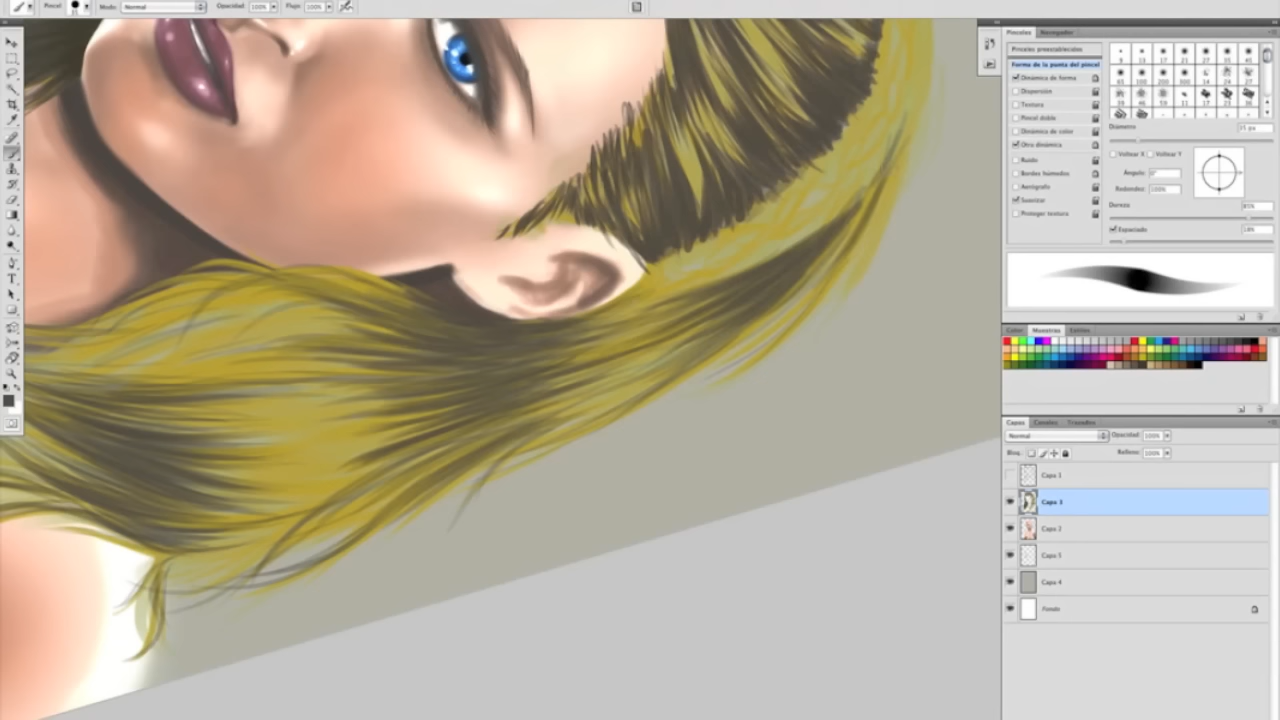 Pincel: Modo: Normal Opacidad: 100% Flujo: 100%
Pinceles Navegador
Pinceles preestablecidos
Forma de la punta del pincel
Dinámica de forma
Dispersión
Textura
Pincel doble
Dinámica de color
Otra dinámica
Ruido
Bordes húmedos
Aerógrafo
Suavizar
Proteger textura
Diámetro
Voltear X Voltear Y
Ángulo: 0°
Redondez: 100%
Dureza
Espaciado
Color Muestras Estilos
Capas Canales Trazados
Normal Opacidad: 100%
Bloq.: Relleno: 100%
Capa 1
Capa 3
Capa 2
Capa 5
Capa 4
Fondo